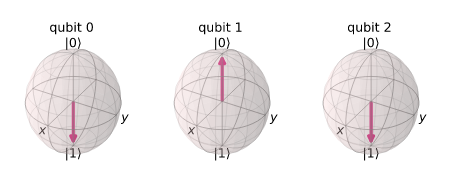 qubit 0
|0⟩
x
y
|1⟩
qubit 1
|0⟩
x
y
|1⟩
qubit 2
|0⟩
x
y
|1⟩